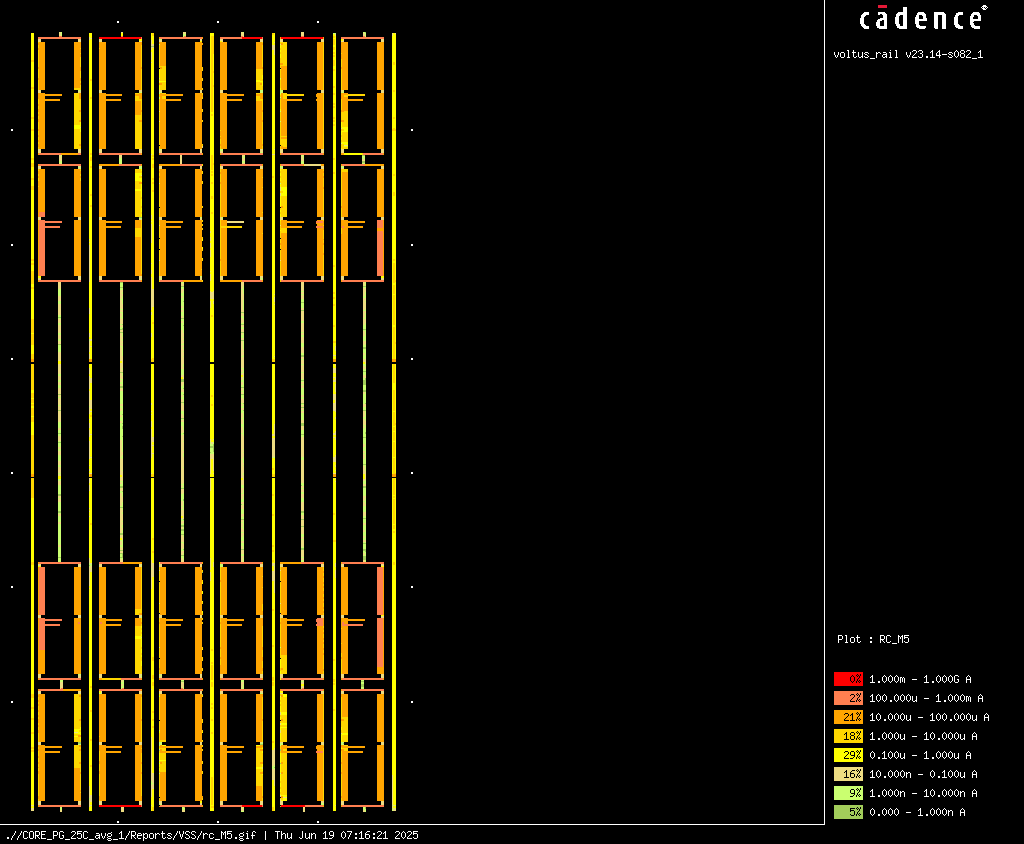 cādence®
voltus_rail v23.14-s082_1
Plot : RC_M5
0% 1.000m - 1.000G A
2% 100.000u - 1.000m A
21% 10.000u - 100.000u A
18% 1.000u - 10.000u A
29% 0.100u - 1.000u A
16% 10.000n - 0.100u A
9% 1.000n - 10.000n A
5% 0.000 - 1.000n A
.//CORE_PG_25C_avg_1/Reports/VSS/rc_M5.gif | Thu Jun 19 07:16:21 2025